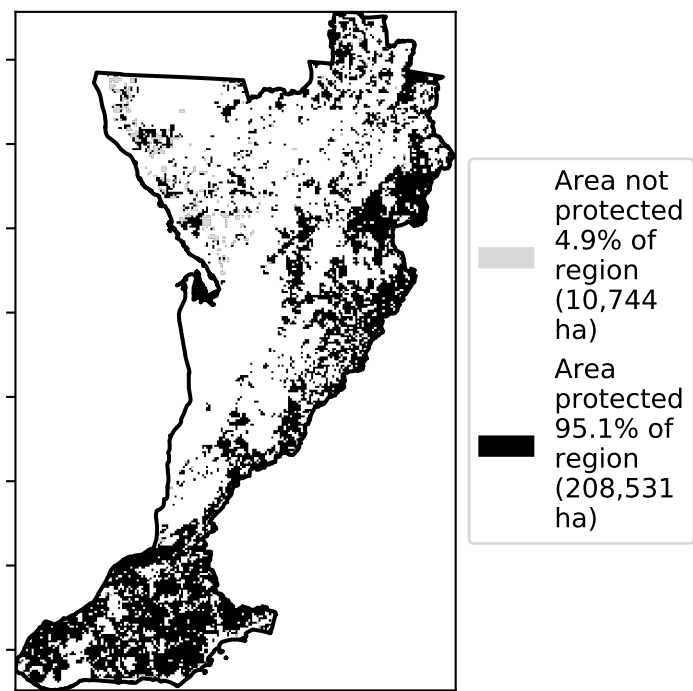 Area not
protected
4.9% of
region
(10,744
ha)
Area
protected
95.1% of
region
(208,531
ha)